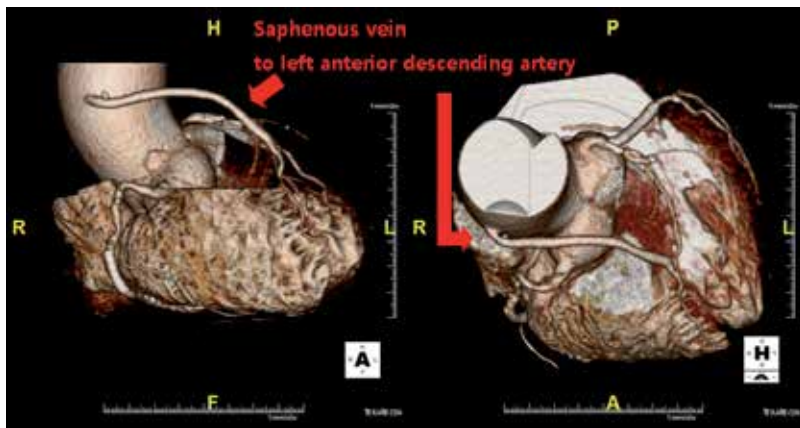 H
Saphenous vein
to left anterior descending artery
P
R
L
R
L
A
H
F
A